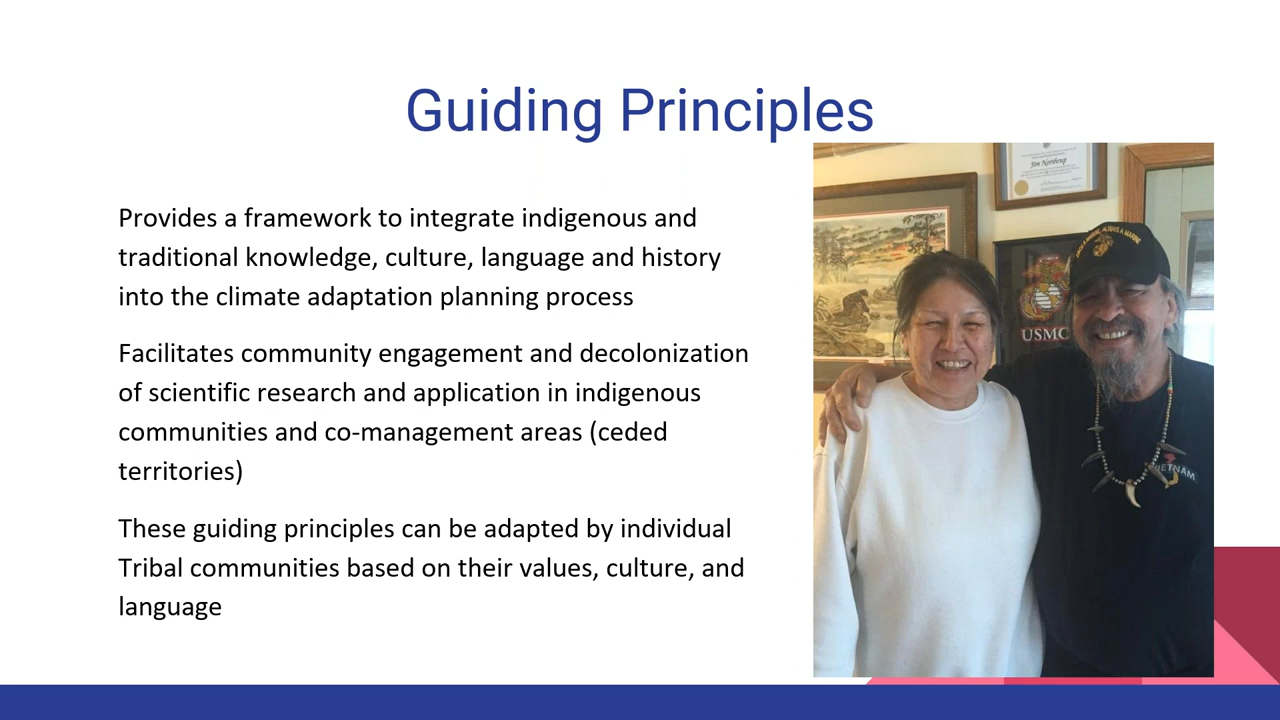 Guiding Principles
Jim Northrup
Provides a framework to integrate indigenous and
traditional knowledge, culture, language and history
into the climate adaptation planning process
Facilitates community engagement and decolonization
of scientific research and application in indigenous
communities and co-management areas (ceded
territories)
These guiding principles can be adapted by individual
Tribal communities based on their values, culture, and
language
USMC
VIETNAM